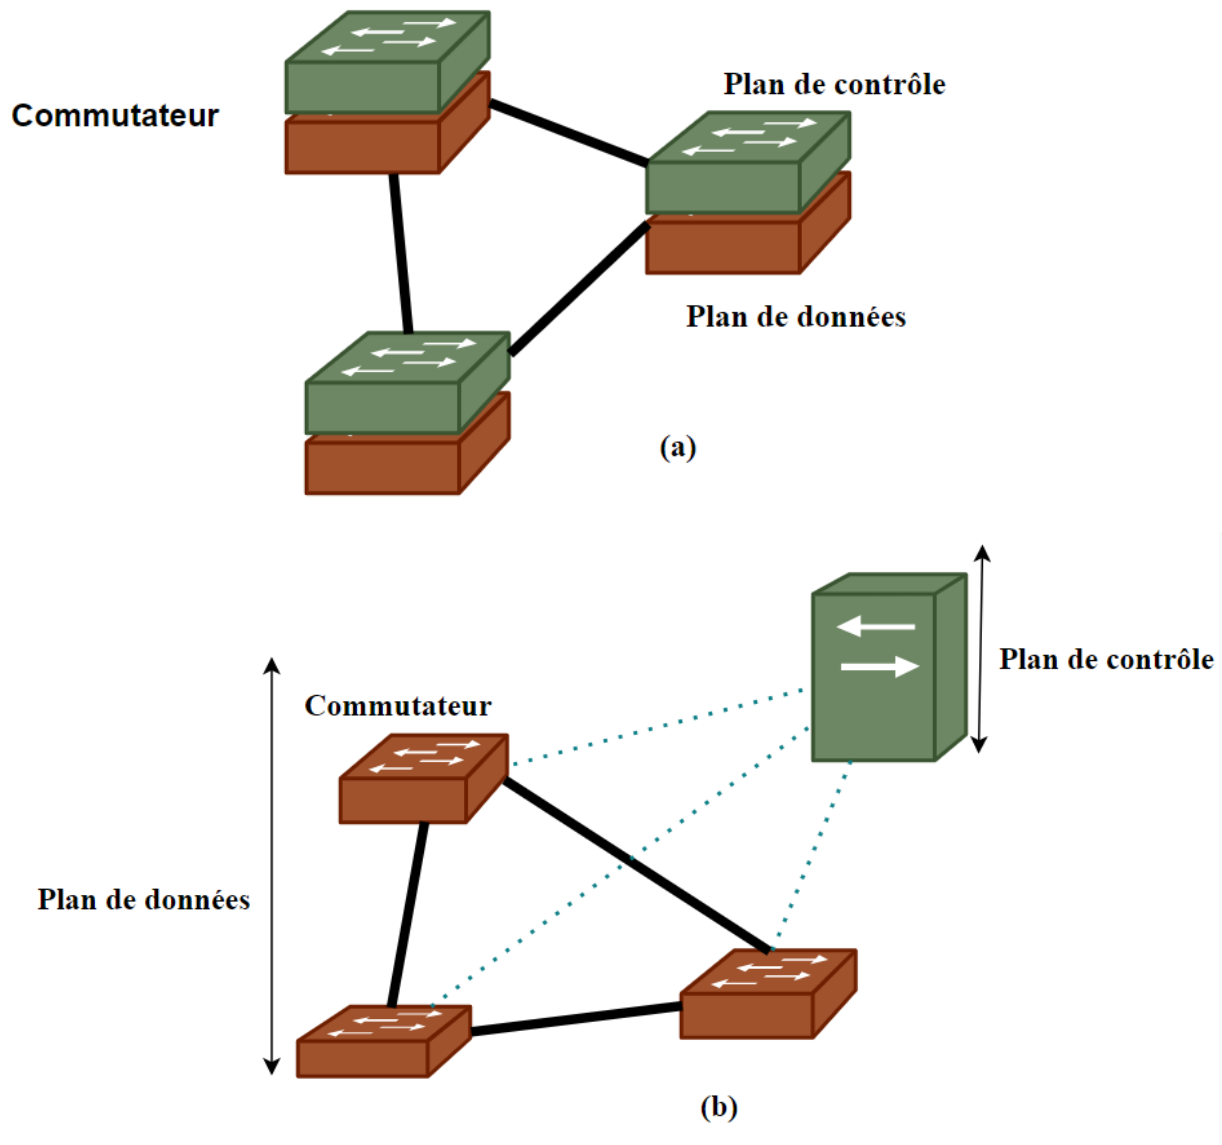 Plan de contrôle
Commutateur
Plan de données
(a)
Plan de contrôle
Commutateur
Plan de données
(b)